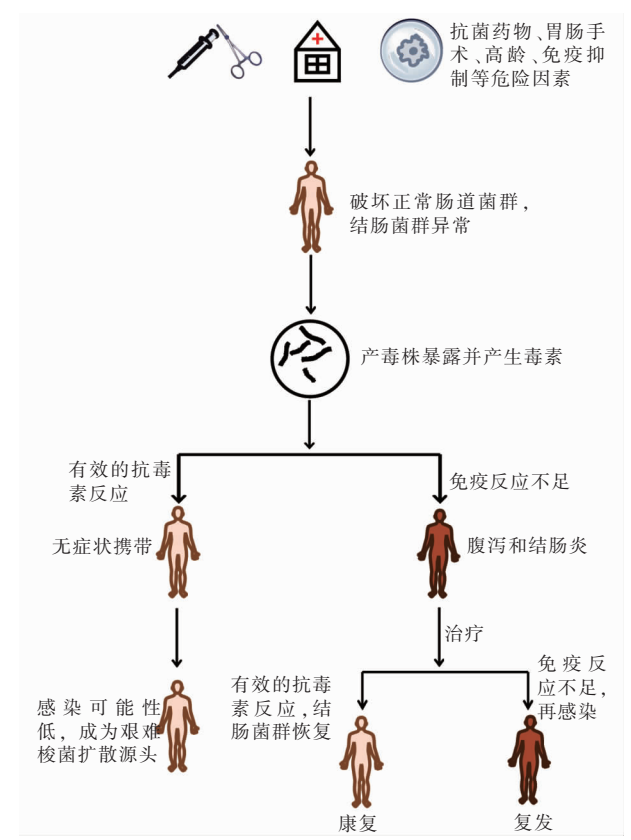 抗菌药物、胃肠手
术、高龄、免疫抑
制等危险因素
破坏正常肠道菌群,
结肠菌群异常
产毒株暴露并产生毒素
有效的抗毒
素反应
免疫反应不足
无症状携带
腹泻和结肠炎
治疗
感染可能性
低，成为艰难
梭菌扩散源头
有效的抗毒
素反应,结
肠菌群恢复
免疫反
应不足,
再感染
康复
复发